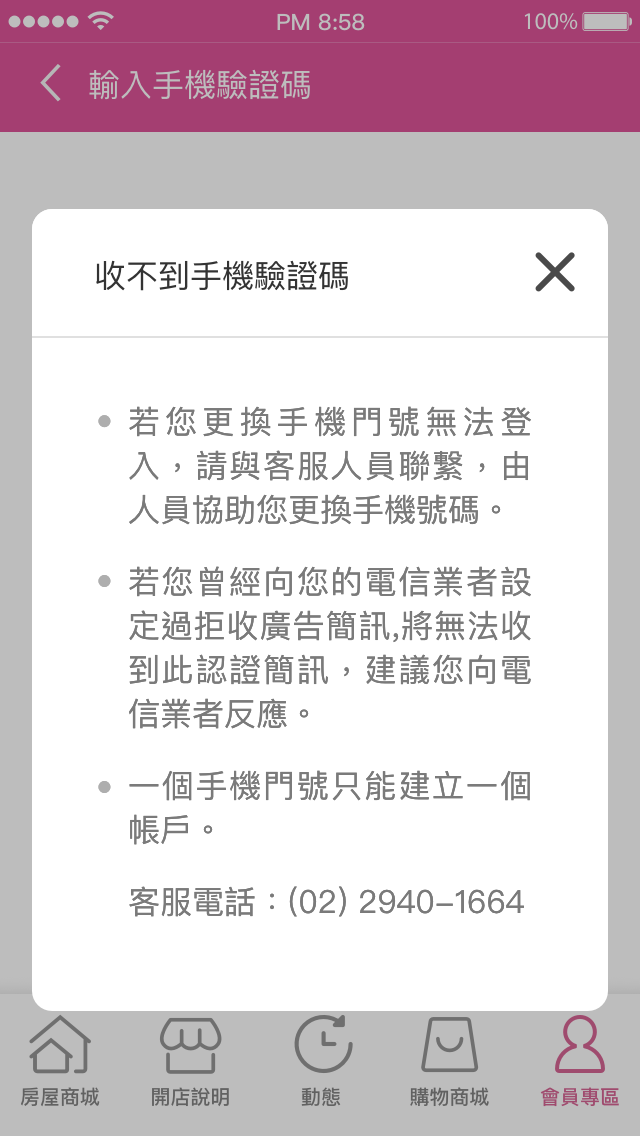 PM 8:58
100%
輸入手機驗證碼
收不到手機驗證碼
若您更換手機門號無法登
入，請與客服人員聯繫，由
人員協助您更換手機號碼。
若您曾經向您的電信業者設
定過拒收廣告簡訊,將無法收
到此認證簡訊，建議您向電
信業者反應。
一個手機門號只能建立一個
帳戶。
客服電話：(02) 2940–1664
房屋商城
開店說明
動態
購物商城
會員專區